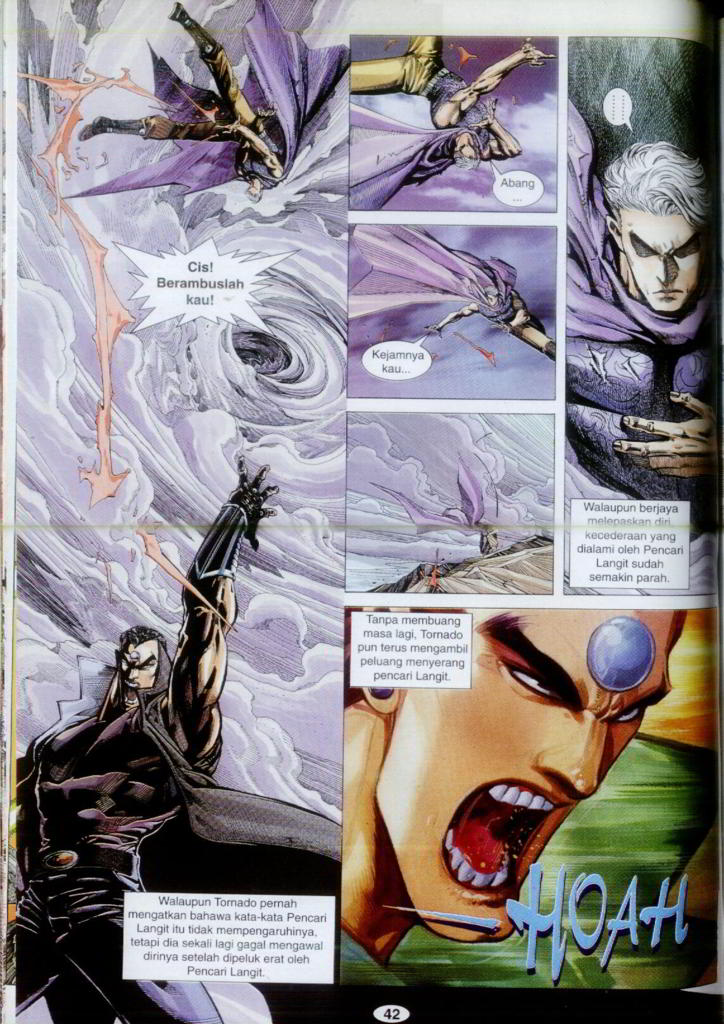 Cis!
Berambuslah
kau!
Walaupun Tornado pernah
mengatkan bahawa kata-kata Pencari
Langit itu tidak mempengaruhinya,
tetapi dia sekali lagi gagal mengawal
dirinya setelah dipeluk erat oleh
Pencari Langit.
Abang
...
Kejamnya
kau...
Walaupun berjaya
melepaskan diri,
kecederaan yang
dialami oleh Pencari
Langit sudah
semakin parah.
Tanpa membuang
masa lagi, Tornado
pun terus mengambil
peluang menyerang
pencari Langit.
HOAH
42